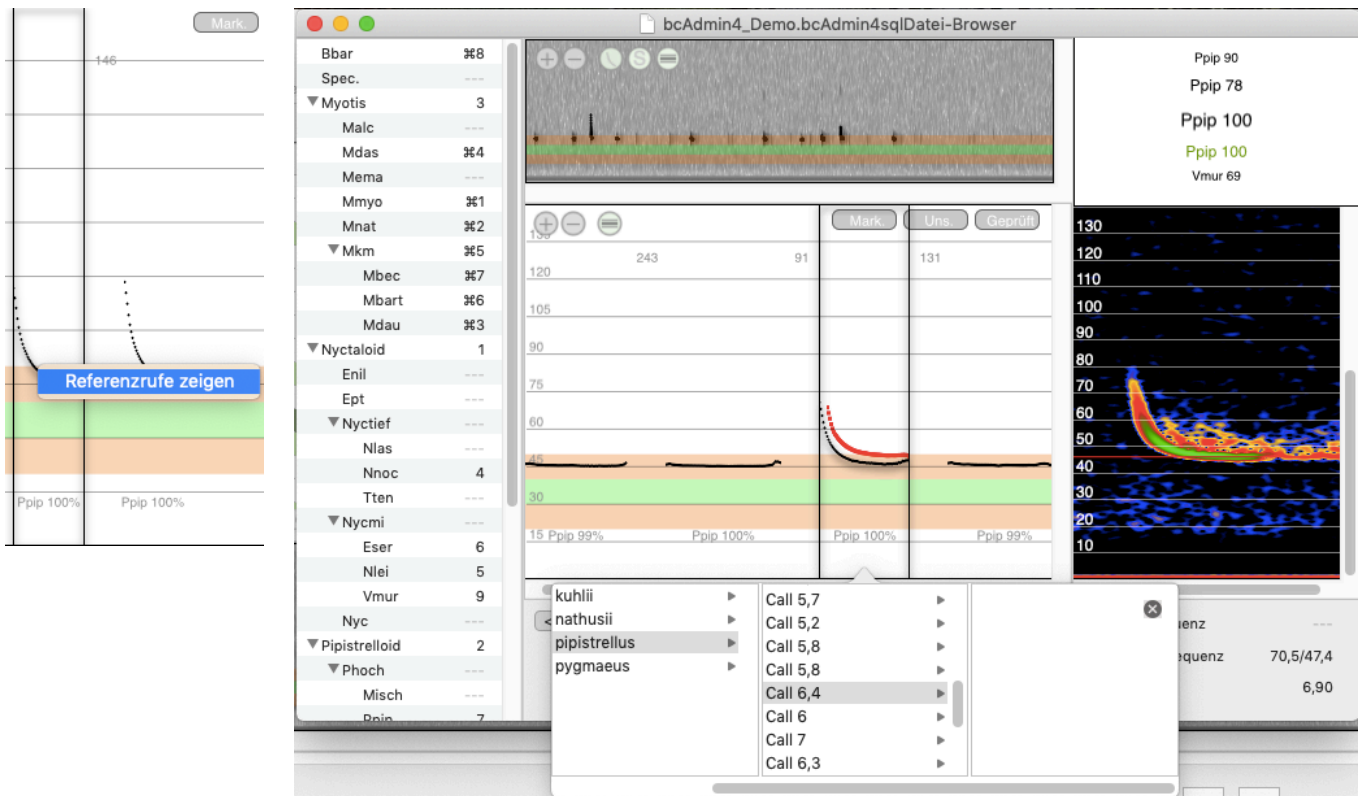 Mark.
146
Referenzrufe zeigen
Ppip 100%
Ppip 100%
bcAdmin4_Demo.bcAdmin4sqlDatei-Browser
Bbar ⌘8
Spec. ---
Myotis 3
Malc ---
Mdas ⌘4
Mema ---
Mmyo ⌘1
Mnat ⌘2
Mkm ⌘5
Mbec ⌘7
Mbart ⌘6
Mdau ⌘3
Nyctaloid 1
Enil ---
Ept ---
Nyctief ---
Nlas ---
Nnoc 4
Tten ---
Nycmi ---
Eser 6
Nlei 5
Vmur 9
Nyc ---
Pipistrelloid 2
Phoch ---
Misch ---
Ppip 7
S
Mark. Uns. Geprüft
135
243 91 131
120
105
90
75
60
45
30
15 Ppip 99% Ppip 100% Ppip 100% Ppip 99%
Ppip 90
Ppip 78
Ppip 100
Ppip 100
Vmur 69
130
120
110
100
90
80
70
60
50
40
30
20
10
<
kuhlii
nathusii
pipistrellus
pygmaeus
Call 5,7
Call 5,2
Call 5,8
Call 5,8
Call 6,4
Call 6
Call 7
Call 6,3
uenz ---
equenz 70,5/47,4
6,90